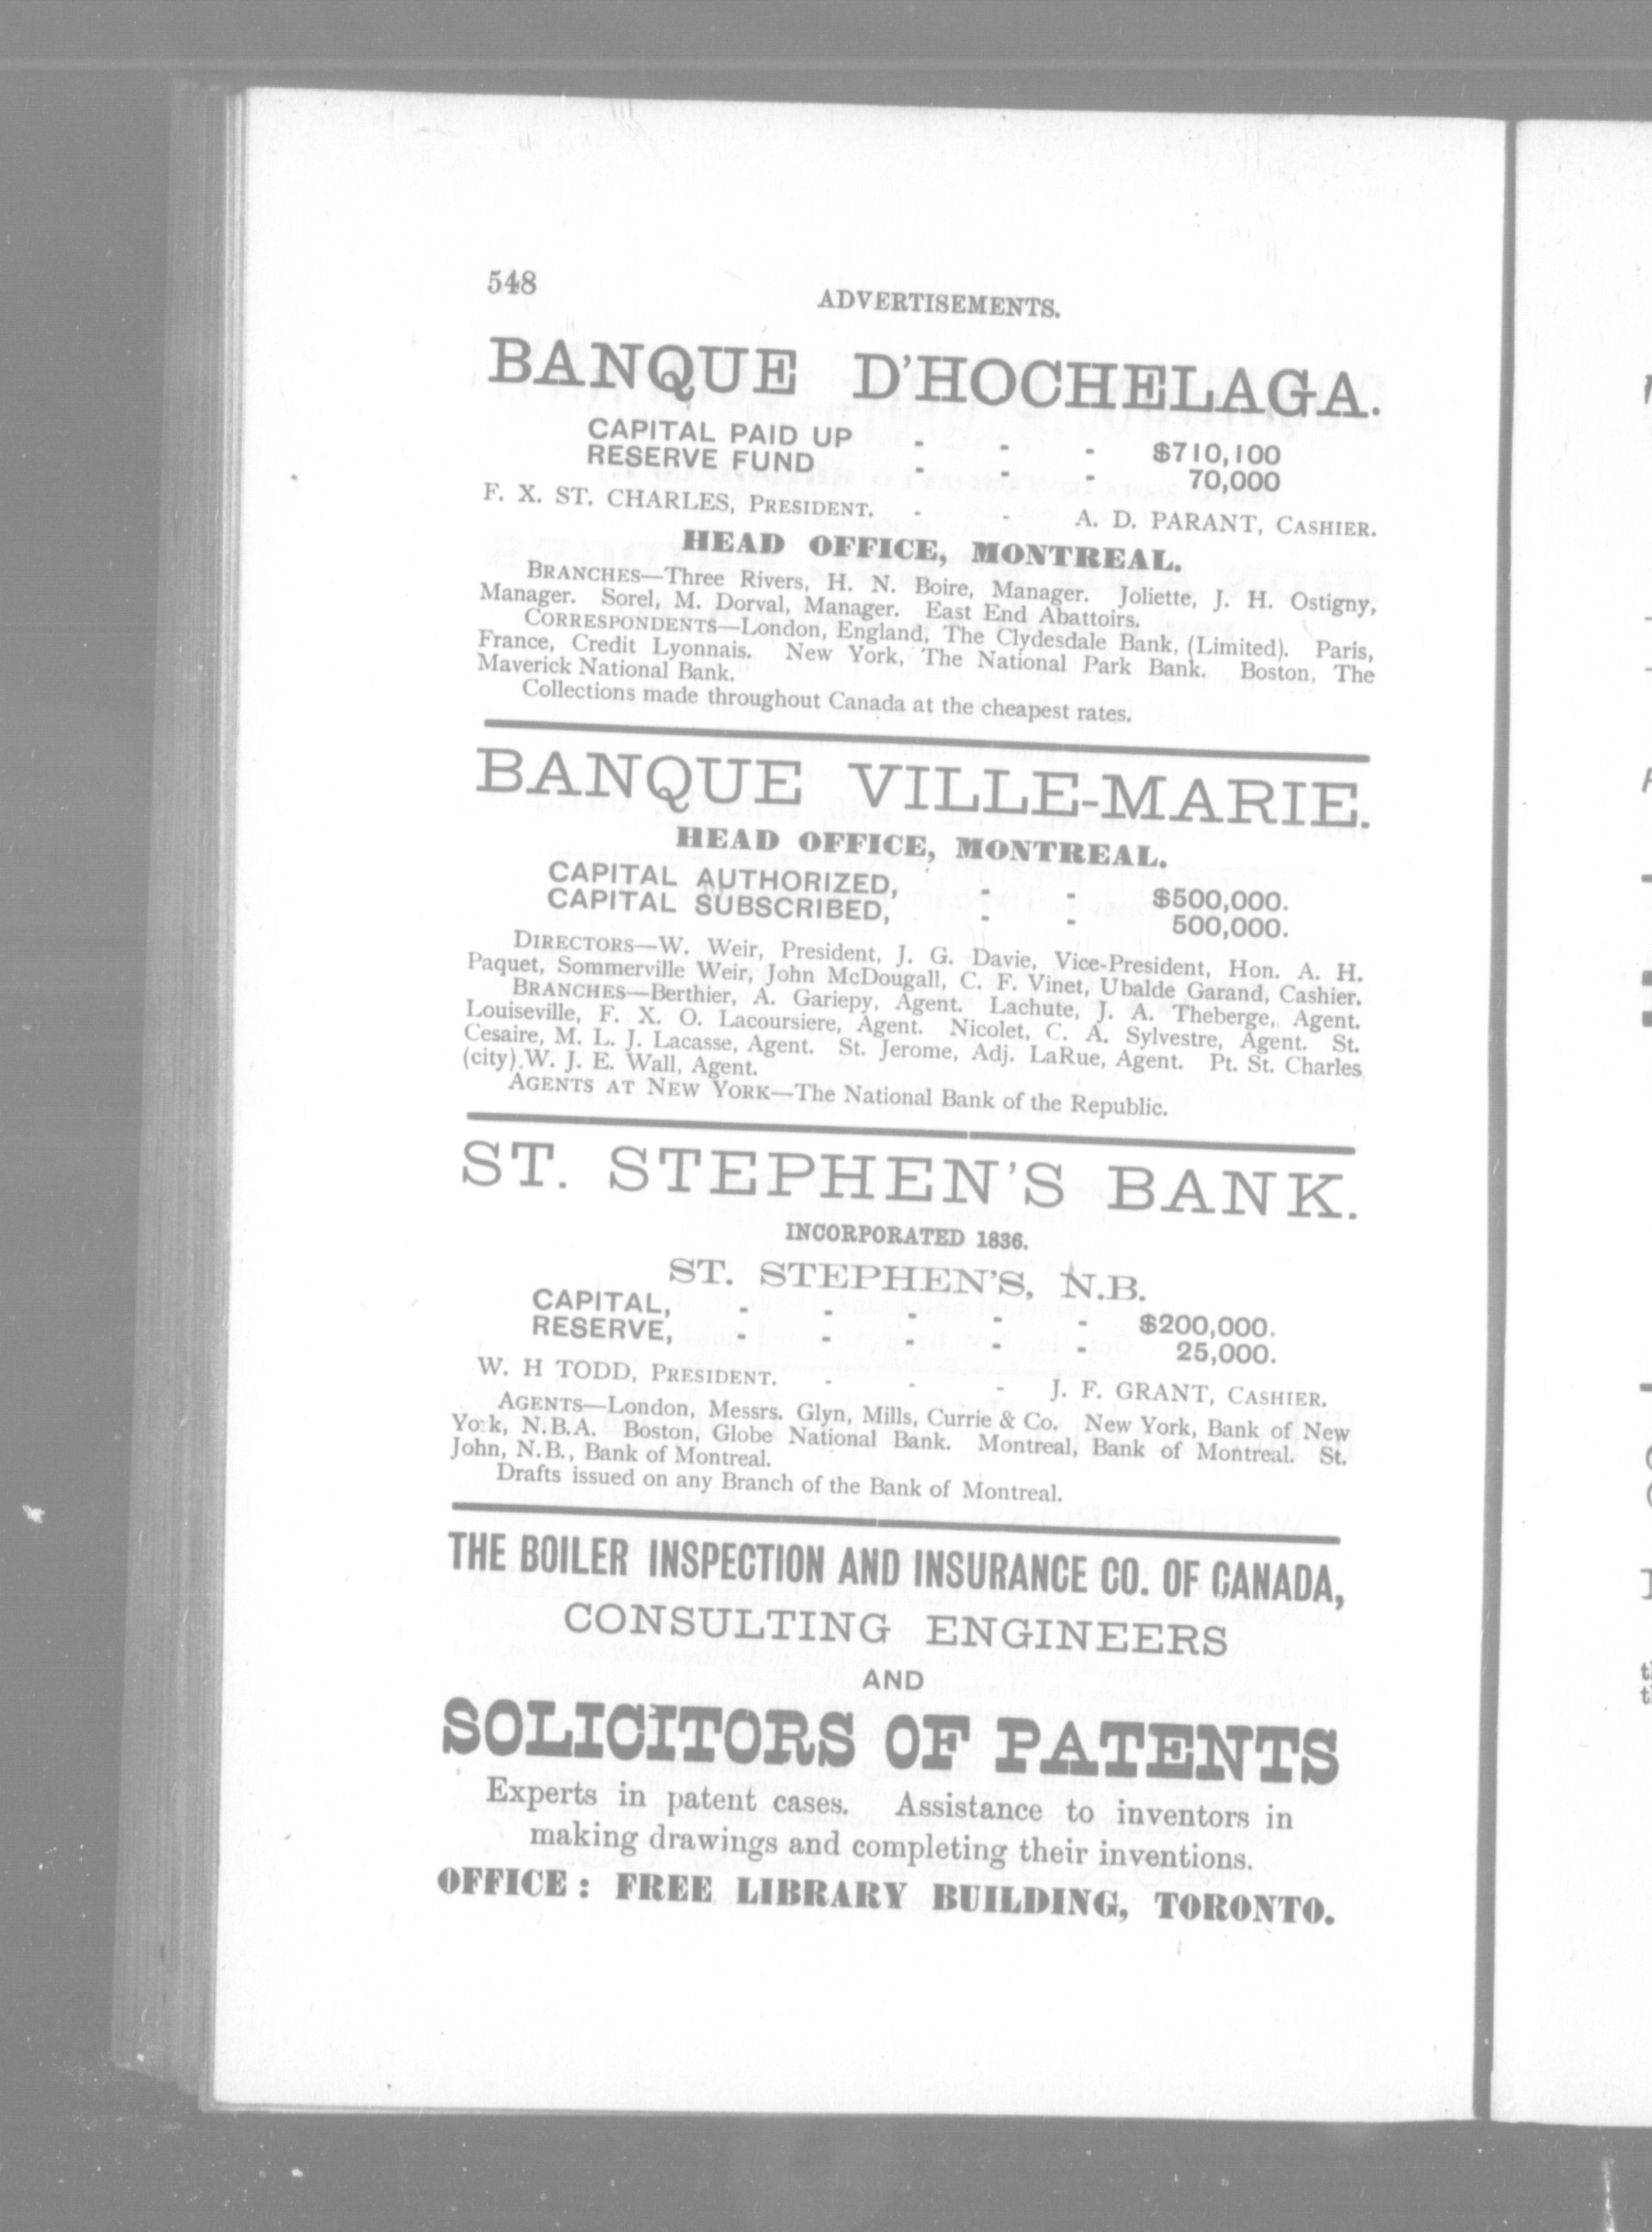 548
ADVERTISEMENTS.
BANQUE D'HOCHELAGA.
CAPITAL PAID UP - - - $710,100
RESERVE FUND - - - 70,000
F. X. ST. CHARLES, PRESIDENT. - - A. D. PARANT, CASHIER.
HEAD OFFICE, MONTREAL.
BRANCHES—Three Rivers, H. N. Boire, Manager. Joliette, J. H. Ostigny,
Manager. Sorel, M. Dorval, Manager. East End Abattoirs.
CORRESPONDENTS—London, England, The Clydesdale Bank, (Limited). Paris,
France, Credit Lyonnais. New York, The National Park Bank. Boston, The
Maverick National Bank.
Collections made throughout Canada at the cheapest rates.
BANQUE VILLE-MARIE.
HEAD OFFICE, MONTREAL.
CAPITAL AUTHORIZED, - - $500,000.
CAPITAL SUBSCRIBED, - - 500,000.
DIRECTORS—W. Weir, President, J. G. Davie, Vice-President, Hon. A. H.
Paquet, Sommerville Weir, John McDougall, C. F. Vinet, Ubalde Garand, Cashier.
BRANCHES—Berthier, A. Gariepy, Agent. Lachute, J. A. Theberge, Agent.
Louiseville, F. X. O. Lacoursiere, Agent. Nicolet, C. A. Sylvestre, Agent. St.
Cesaire, M. L. J. Lacasse, Agent. St. Jerome, Adj. LaRue, Agent. Pt. St. Charles
(city) W. J. E. Wall, Agent.
AGENTS AT NEW YORK—The National Bank of the Republic.
ST. STEPHEN'S BANK.
INCORPORATED 1836.
ST. STEPHEN'S, N.B.
CAPITAL, - - - - - $200,000.
RESERVE, - - - - - 25,000.
W. H TODD, PRESIDENT. - - - J. F. GRANT, CASHIER.
AGENTS—London, Messrs. Glyn, Mills, Currie & Co. New York, Bank of New
York, N.B.A. Boston, Globe National Bank. Montreal, Bank of Montreal. St.
John, N.B., Bank of Montreal.
Drafts issued on any Branch of the Bank of Montreal.
THE BOILER INSPECTION AND INSURANCE CO. OF CANADA,
CONSULTING ENGINEERS
AND
SOLICITORS OF PATENTS
Experts in patent cases. Assistance to inventors in
making drawings and completing their inventions.
OFFICE: FREE LIBRARY BUILDING, TORONTO.